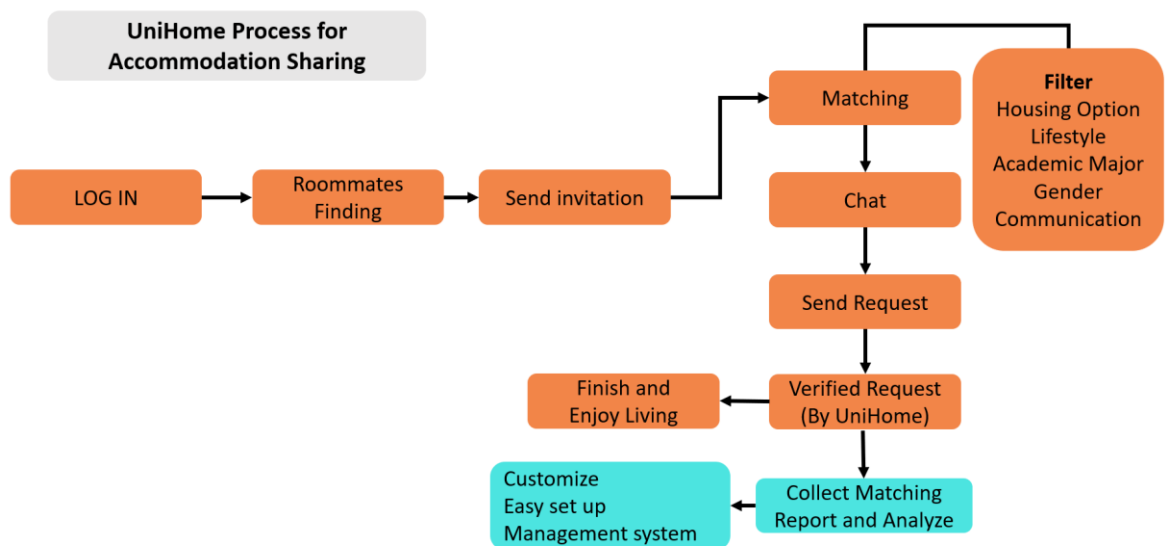 UniHome Process for
Accommodation Sharing
LOG IN
Roommates
Finding
Send invitation
Matching
Filter
Housing Option
Lifestyle
Academic Major
Gender
Communication
Chat
Send Request
Verified Request
(By UniHome)
Finish and
Enjoy Living
Collect Matching
Report and Analyze
Customize
Easy set up
Management system